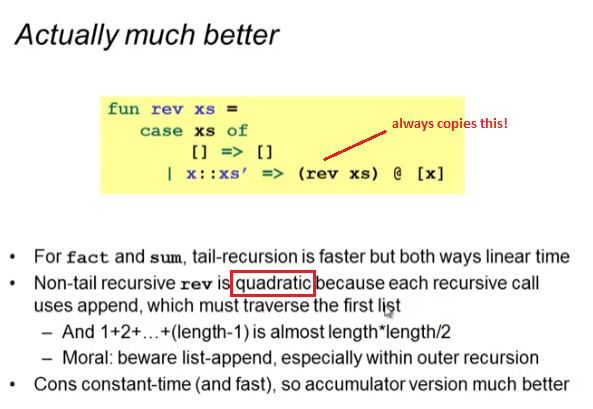 Actually much better
fun rev xs =
case xs of
[] => []
| x::xs' => (rev xs) @ [x]
always copies this!
• For fact and sum, tail-recursion is faster but both ways linear time
• Non-tail recursive rev is quadratic because each recursive call
uses append, which must traverse the first list
– And 1+2+…+(length-1) is almost length*length/2
– Moral: beware list-append, especially within outer recursion
• Cons constant-time (and fast), so accumulator version much better